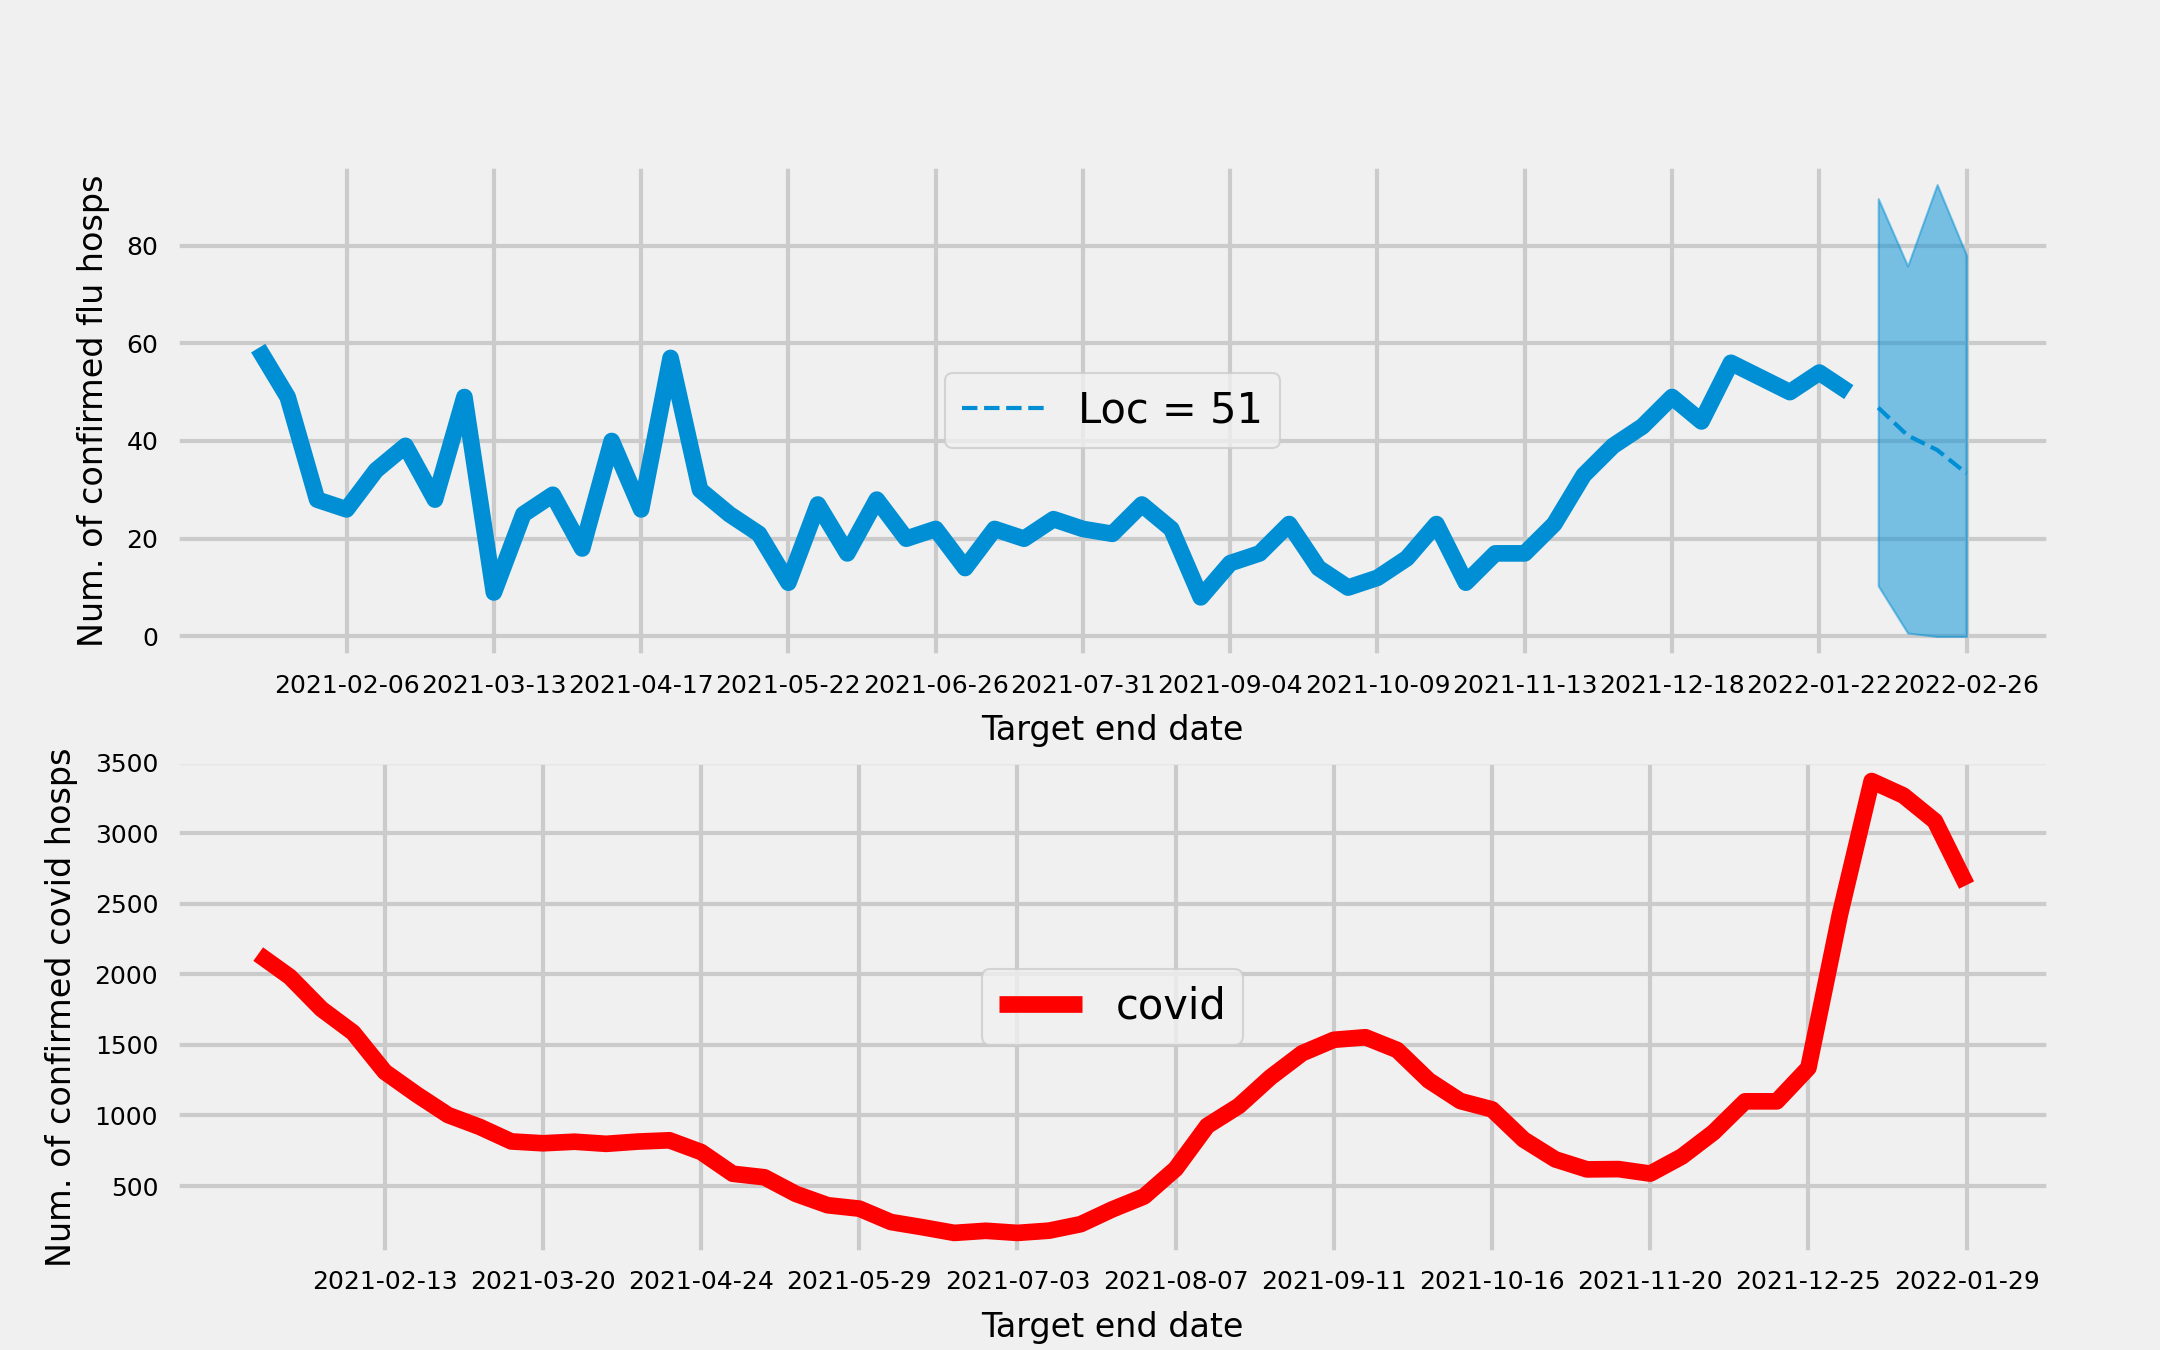 Num. of confirmed flu hosps
80
60
40
20
0
Loc = 51
2021-02-06 2021-03-13 2021-04-17 2021-05-22 2021-06-26 2021-07-31 2021-09-04 2021-10-09 2021-11-13 2021-12-18 2022-01-22 2022-02-26
Target end date
Num. of confirmed covid hosps
3500
3000
2500
2000
1500
1000
500
covid
2021-02-13 2021-03-20 2021-04-24 2021-05-29 2021-07-03 2021-08-07 2021-09-11 2021-10-16 2021-11-20 2021-12-25 2022-01-29
Target end date